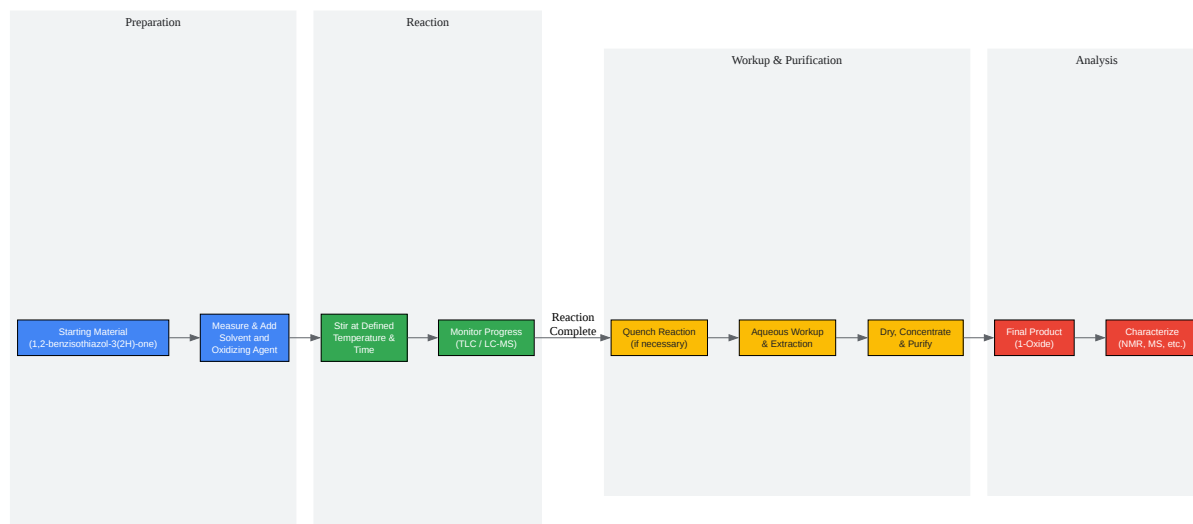 Preparation
Reaction
Workup & Purification
Analysis
Starting Material
(1,2-benzisothiazol-3(2H)-one)
Measure & Add
Solvent and
Oxidizing Agent
Stir at Defined
Temperature &
Time
Monitor Progress
(TLC / LC-MS)
Reaction
Complete
Quench Reaction
(if necessary)
Aqueous Workup
& Extraction
Dry, Concentrate
& Purify
Final Product
(1-Oxide)
Characterize
(NMR, MS, etc.)